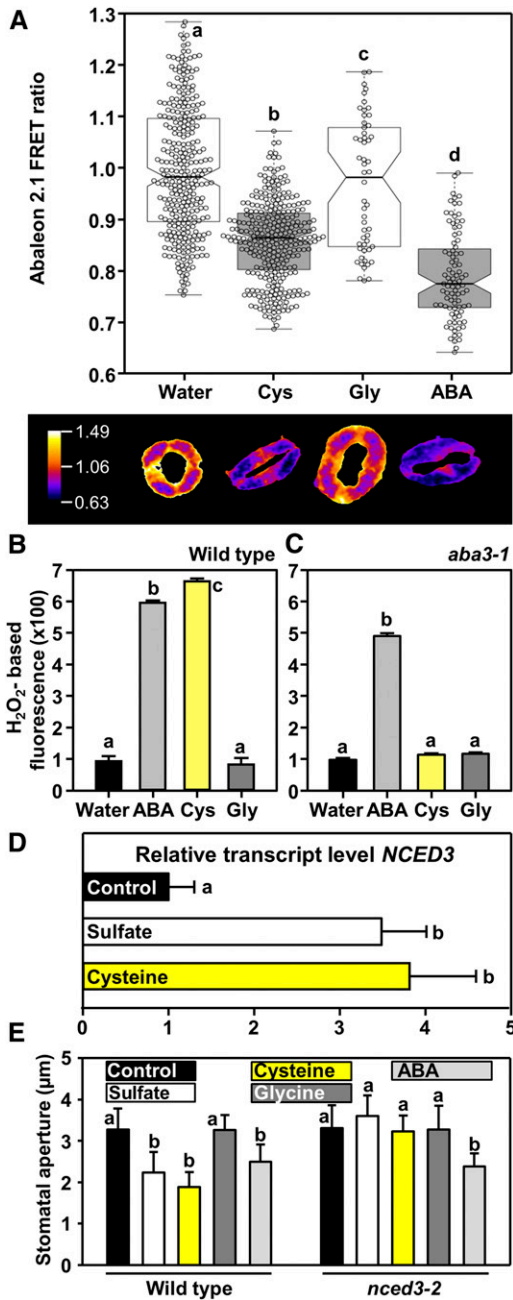 A
Abaleon 2.1 FRET ratio
1.3
1.2
1.1
1.0
0.9
0.8
0.7
0.6
a
b
c
d
Water Cys Gly ABA
1.49
1.06
0.63
B Wild type
H2O2- based
fluorescence (x100)
7
6
5
4
3
2
1
0
a b c a
Water ABA Cys Gly
C aba3-1
7
6
5
4
3
2
1
0
a b a a
Water ABA Cys Gly
D
Relative transcript level NCED3
Control a
Sulfate b
Cysteine b
0 1 2 3 4 5
E
Stomatal aperture (µm)
5
4
3
2
1
0
Control Cysteine ABA
Sulfate Glycine
a b b a b a a a a b
Wild type nced3-2